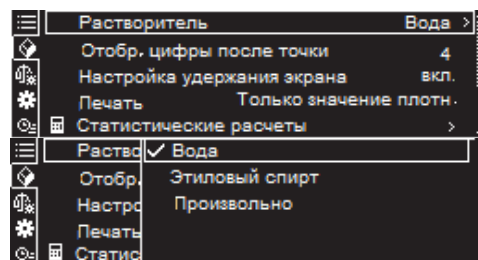 Растворитель Вода >
Отобр. цифры после точки 4
Настройка удержания экрана вкл.
Печать Только значение плотн.
Статистические расчеты >
Раство ✓ Вода
Отобр. Этиловый спирт
Настро Произвольно
Печать
Статис